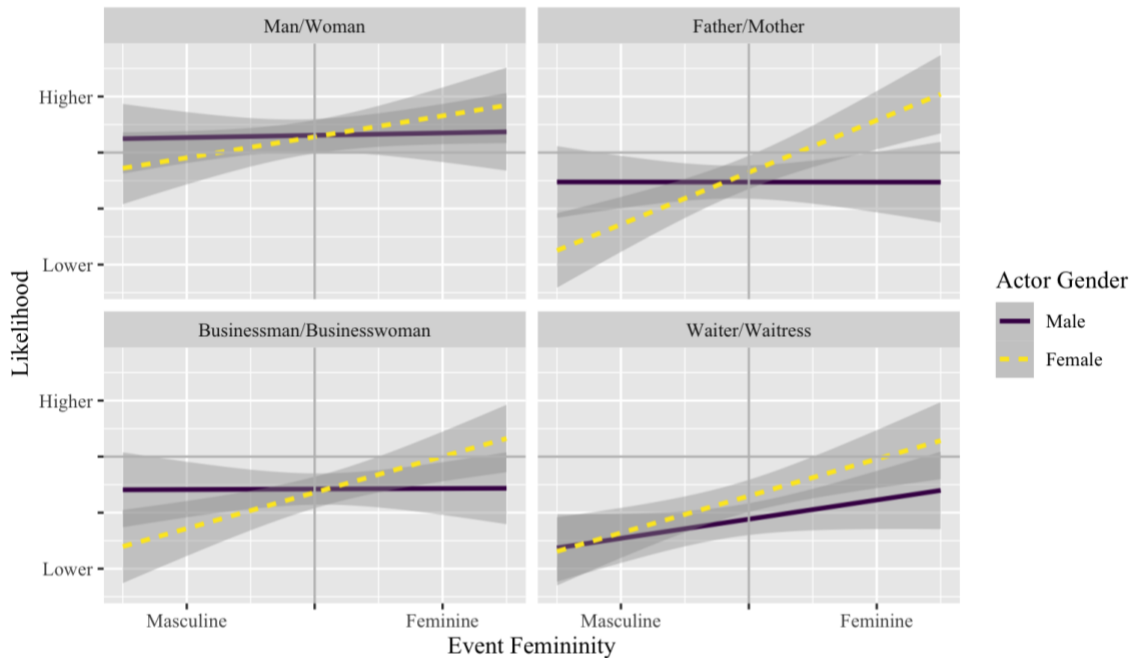 Man/Woman
Father/Mother
Higher
Lower
Businessman/Businesswoman
Waiter/Waitress
Higher
Lower
Likelihood
Masculine
Feminine
Masculine
Feminine
Event Femininity
Actor Gender
Male
Female